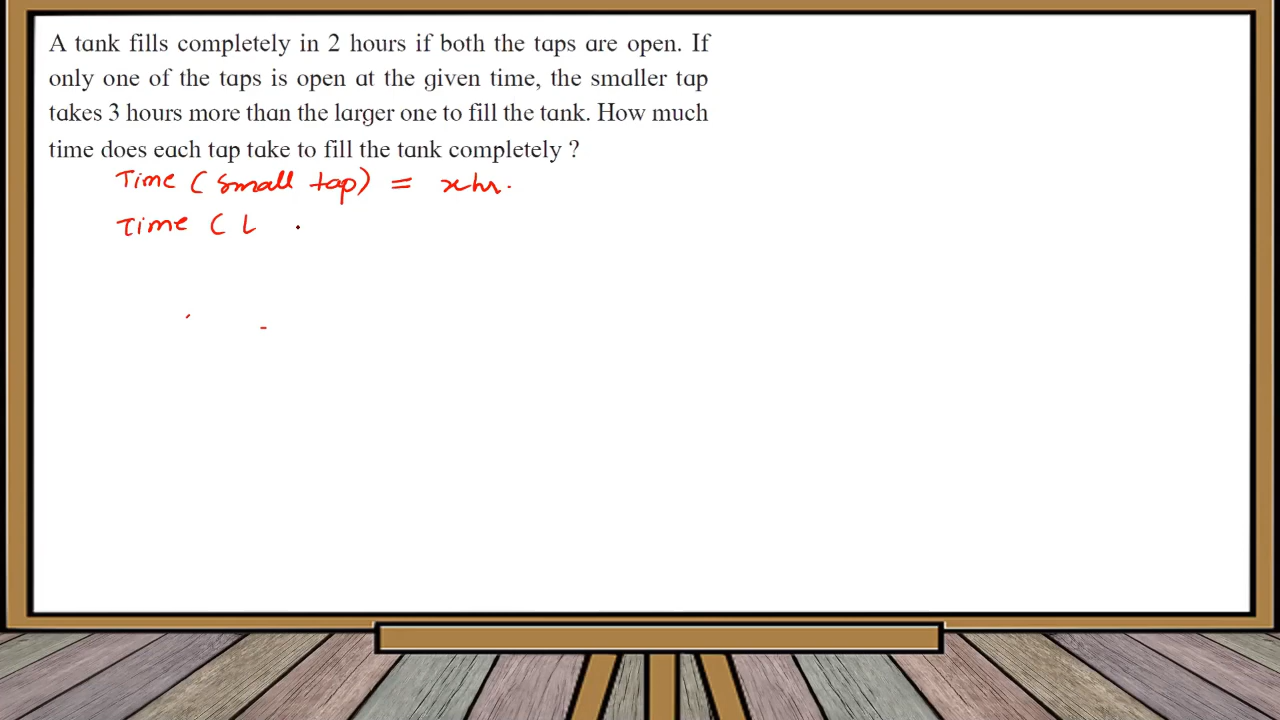 A tank fills completely in 2 hours if both the taps are open. If
only one of the taps is open at the given time, the smaller tap
takes 3 hours more than the larger one to fill the tank. How much
time does each tap take to fill the tank completely ?
Time ( small tap) = x hr.
Time ( L